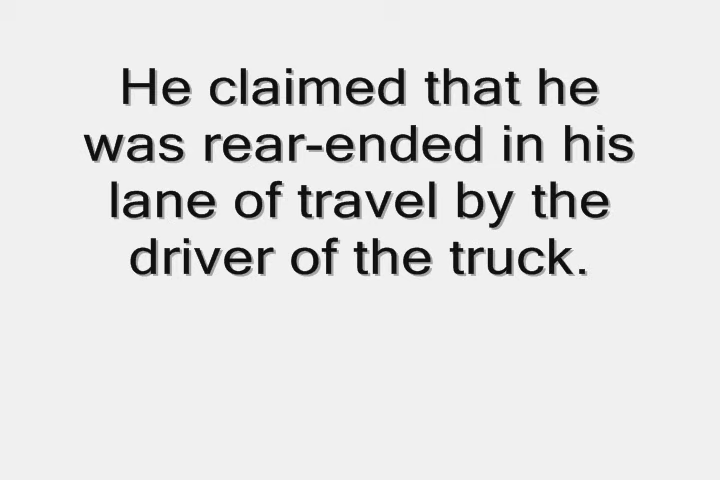 He claimed that he
was rear-ended in his
lane of travel by the
driver of the truck.